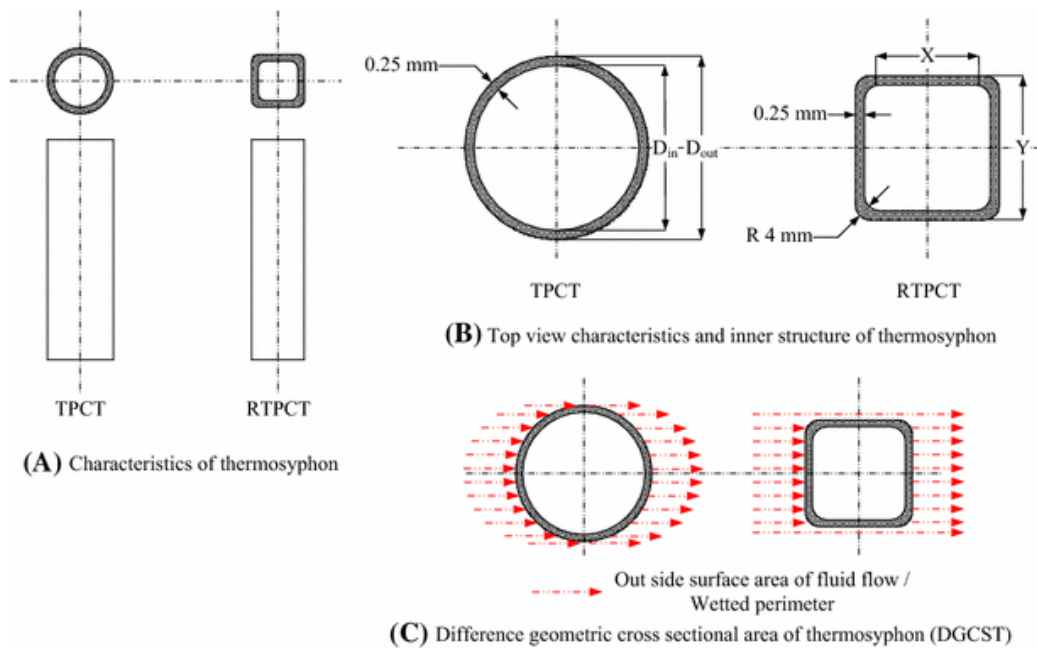 TPCT
RTPCT
(A) Characteristics of thermosyphon
0.25 mm
D_in
D_out
X
0.25 mm
Y
R 4 mm
TPCT
RTPCT
(B) Top view characteristics and inner structure of thermosyphon
Out side surface area of fluid flow /
Wetted perimeter
(C) Difference geometric cross sectional area of thermosyphon (DGCST)